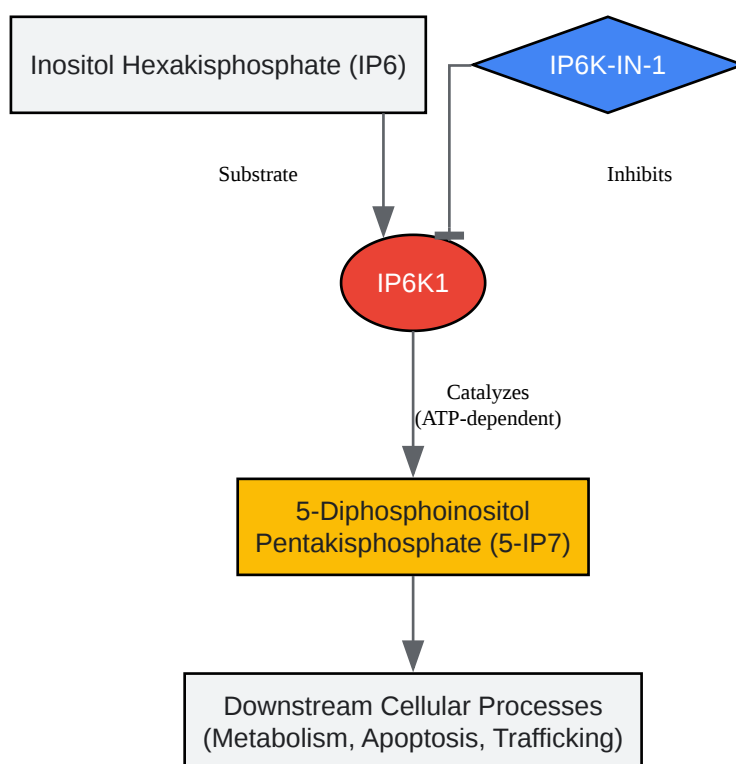 Inositol Hexakisphosphate (IP6)
IP6K-IN-1
Substrate
Inhibits
IP6K1
Catalyzes
(ATP-dependent)
5-Diphosphoinositol
Pentakisphosphate (5-IP7)
Downstream Cellular Processes
(Metabolism, Apoptosis, Trafficking)